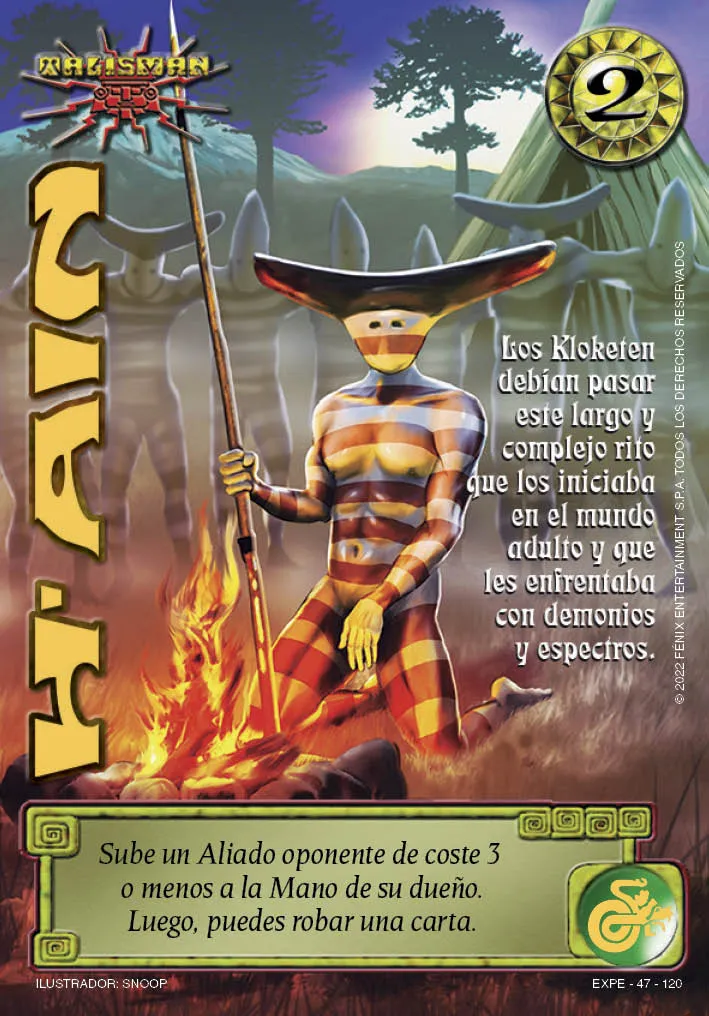 TALISMAN
2
H'AIN
Los Kloketen
debían pasar
este largo y
complejo rito
que los iniciaba
en el mundo
adulto y que
les enfrentaba
con demonios
y espectros.
© 2022 FÉNIX ENTERTAINMENT S.P.A. TODOS LOS DERECHOS RESERVADOS
Sube un Aliado oponente de coste 3
o menos a la Mano de su dueño.
Luego, puedes robar una carta.
ILUSTRADOR: SNOOP
EXPE - 47 - 120